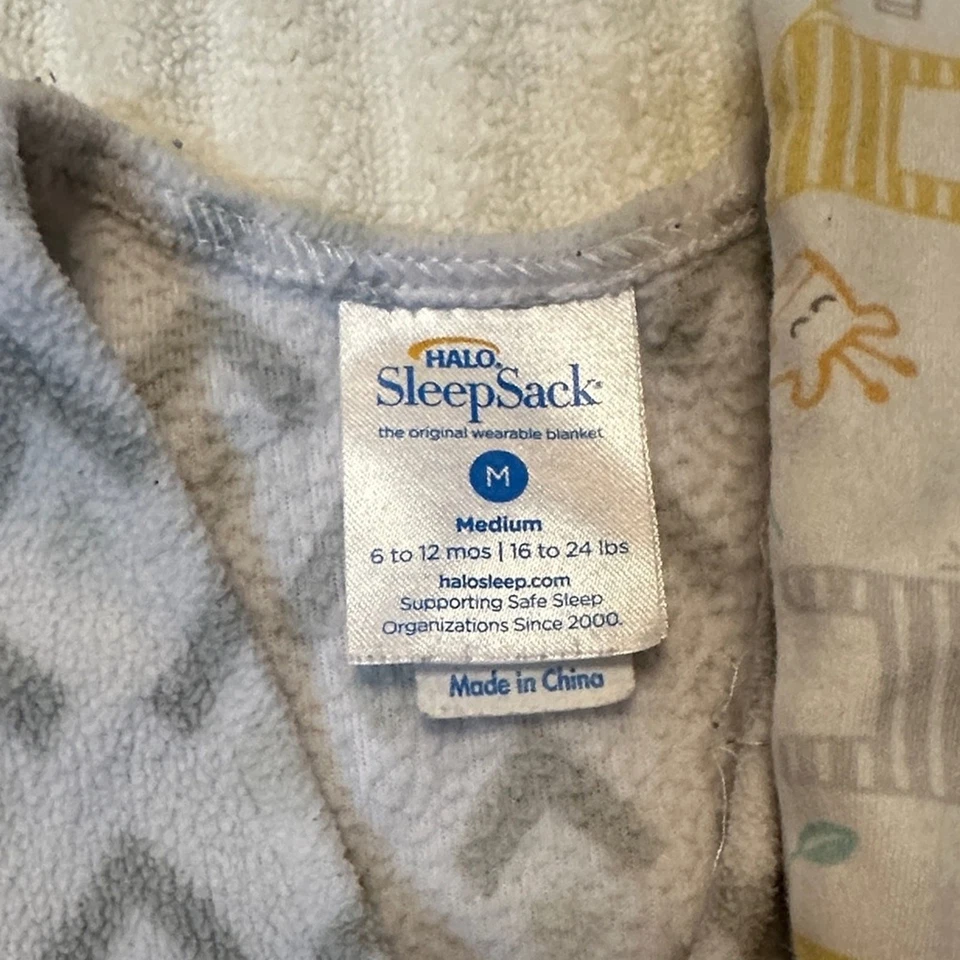 HALO®
SleepSack®
the original wearable blanket
M
Medium
6 to 12 mos | 16 to 24 lbs
halosleep.com
Supporting Safe Sleep
Organizations Since 2000.
Made in China